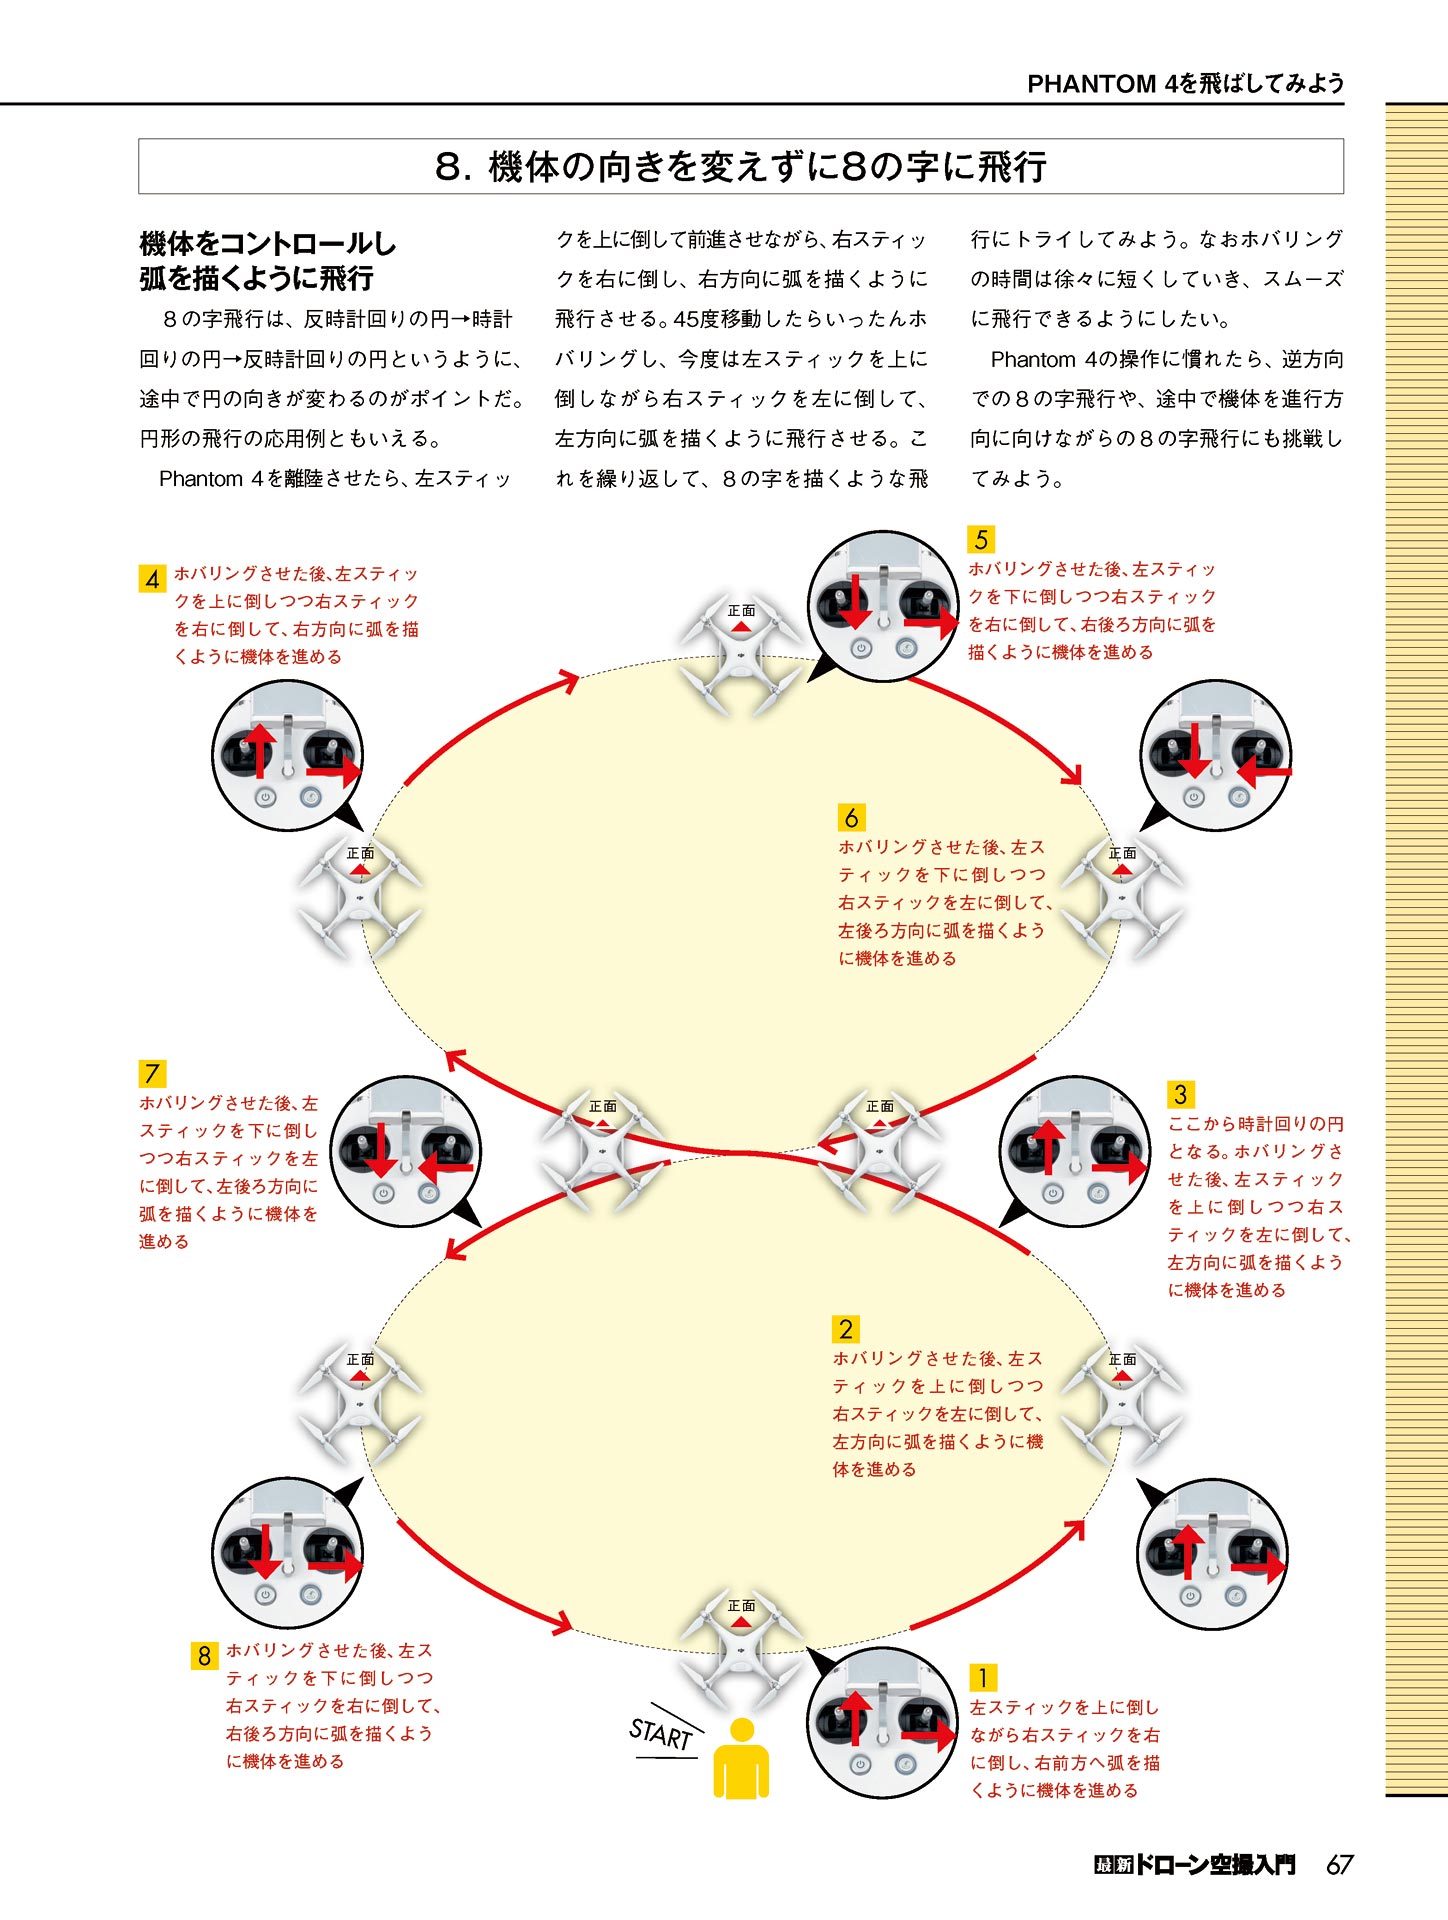 PHANTOM 4を飛ばしてみよう
8. 機体の向きを変えずに8の字に飛行
機体をコントロールし
弧を描くように飛行
８の字飛行は、反時計回りの円→時計
回りの円→反時計回りの円というように、
途中で円の向きが変わるのがポイントだ。
円形の飛行の応用例ともいえる。
Phantom 4を離陸させたら、左スティッ
クを上に倒して前進させながら、右スティッ
クを右に倒し、右方向に弧を描くように
飛行させる。45度移動したらいったんホ
バリングし、今度は左スティックを上に
倒しながら右スティックを左に倒して、
左方向に弧を描くように飛行させる。こ
れを繰り返して、８の字を描くような飛
行にトライしてみよう。なおホバリング
の時間は徐々に短くしていき、スムーズ
に飛行できるようにしたい。
Phantom 4の操作に慣れたら、逆方向
での８の字飛行や、途中で機体を進行方
向に向けながらの８の字飛行にも挑戦し
てみよう。
4
ホバリングさせた後、左スティッ
クを上に倒しつつ右スティック
を右に倒して、右方向に弧を描
くように機体を進める
正面
5
ホバリングさせた後、左スティッ
クを下に倒しつつ右スティック
を右に倒して、右後ろ方向に弧を
描くように機体を進める
正面
正面
6
ホバリングさせた後、左ス
ティックを下に倒しつつ
右スティックを左に倒して、
左後ろ方向に弧を描くよう
に機体を進める
7
ホバリングさせた後、左
スティックを下に倒し
つつ右スティックを左
に倒して、左後ろ方向に
弧を描くように機体を
進める
正面
正面
3
ここから時計回りの円
となる。ホバリングさ
せた後、左スティック
を上に倒しつつ右ス
ティックを左に倒して、
左方向に弧を描くよう
に機体を進める
正面
2
ホバリングさせた後、左ス
ティックを上に倒しつつ
右スティックを左に倒して、
左方向に弧を描くように機
体を進める
正面
8
ホバリングさせた後、左ス
ティックを下に倒しつつ
右スティックを右に倒して、
右後ろ方向に弧を描くよう
に機体を進める
正面
START
1
左スティックを上に倒し
ながら右スティックを右
に倒し、右前方へ弧を描
くように機体を進める
最新ドローン空撮入門 67